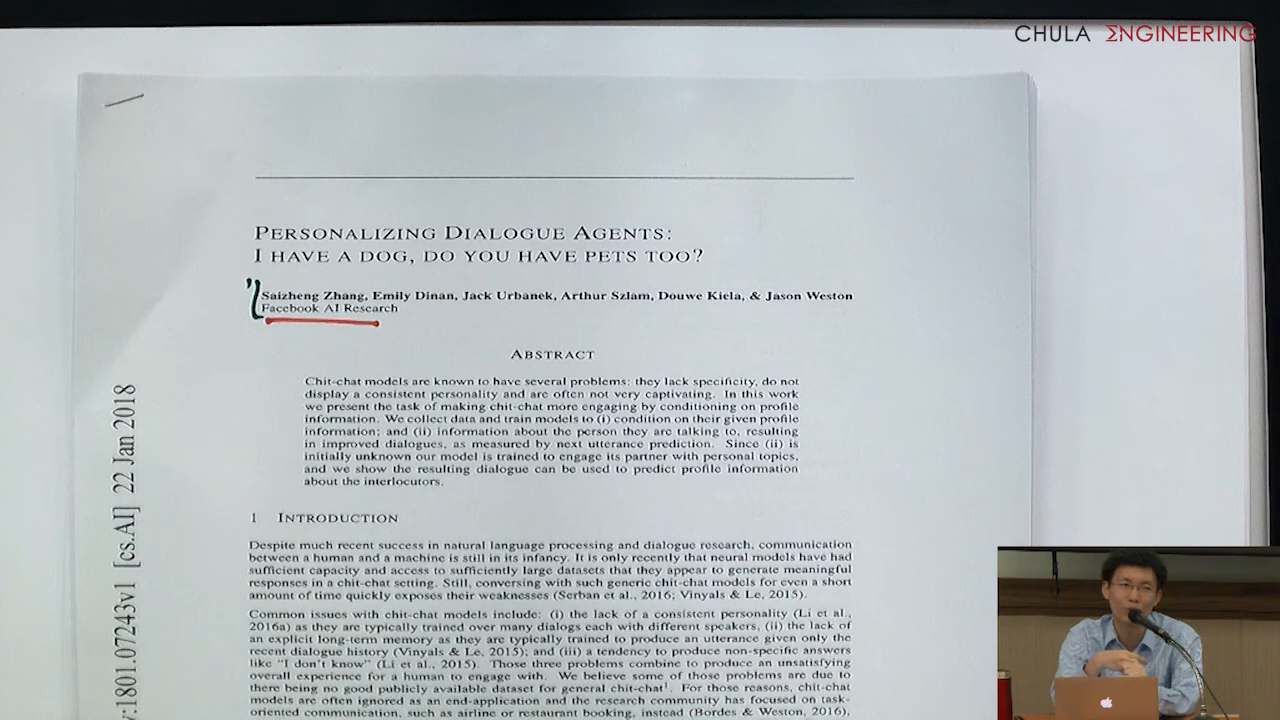 CHULA ΣNGINEERING
PERSONALIZING DIALOGUE AGENTS:
I HAVE A DOG, DO YOU HAVE PETS TOO?
Saizheng Zhang, Emily Dinan, Jack Urbanek, Arthur Szlam, Douwe Kiela, & Jason Weston
Facebook AI Research
ABSTRACT
Chit-chat models are known to have several problems: they lack specificity, do not
display a consistent personality and are often not very captivating. In this work
we present the task of making chit-chat more engaging by conditioning on profile
information. We collect data and train models to (i) condition on their given profile
information; and (ii) information about the person they are talking to, resulting
in improved dialogues, as measured by next utterance prediction. Since (ii) is
initially unknown our model is trained to engage its partner with personal topics,
and we show the resulting dialogue can be used to predict profile information
about the interlocutors.
1 INTRODUCTION
Despite much recent success in natural language processing and dialogue research, communication
between a human and a machine is still in its infancy. It is only recently that neural models have had
sufficient capacity and access to sufficiently large datasets that they appear to generate meaningful
responses in a chit-chat setting. Still, conversing with such generic chit-chat models for even a short
amount of time quickly exposes their weaknesses (Serban et al., 2016; Vinyals & Le, 2015).
Common issues with chit-chat models include: (i) the lack of a consistent personality (Li et al.,
2016a) as they are typically trained over many dialogs each with different speakers, (ii) the lack of
an explicit long-term memory as they are typically trained to produce an utterance given only the
recent dialogue history (Vinyals & Le, 2015); and (iii) a tendency to produce non-specific answers
like "I don't know" (Li et al., 2015). Those three problems combine to produce an unsatisfying
overall experience for a human to engage with. We believe some of those problems are due to
there being no good publicly available dataset for general chit-chat¹. For those reasons, chit-chat
models are often ignored as an end-application and the research community has focused on task-
oriented communication, such as airline or restaurant booking, instead (Bordes & Weston, 2016),
v:1801.07243v1 [cs.AI] 22 Jan 2018